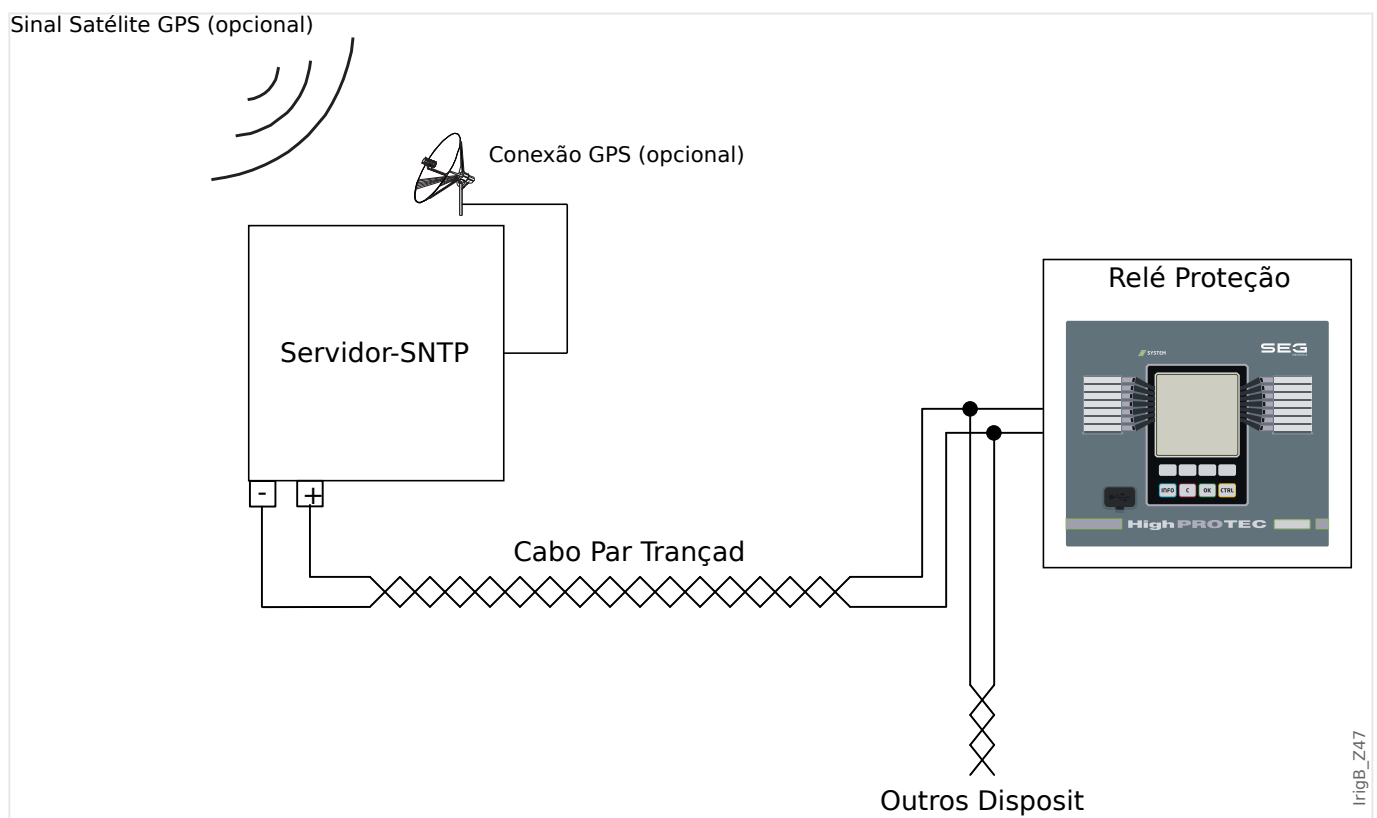 Sinal Satélite GPS (opcional)
Conexão GPS (opcional)
Servidor-SNTP
- +
Relé Proteção
SYSTEM
SEG
INFO C OK CTRL
HighPROTEC
Cabo Par Trançad
Outros Disposit
IrigB_Z47